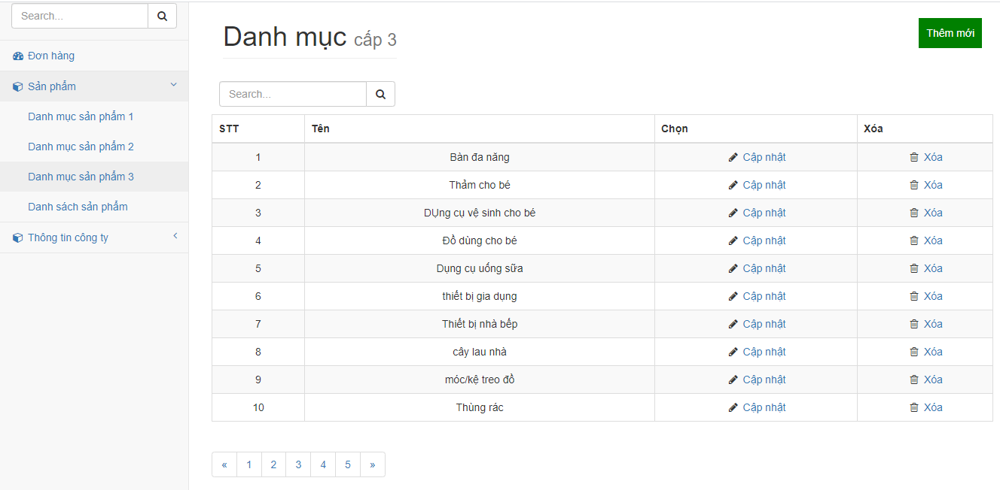 Search...
Đơn hàng
Sản phẩm
Danh mục sản phẩm 1
Danh mục sản phẩm 2
Danh mục sản phẩm 3
Danh sách sản phẩm
Thông tin công ty
Danh mục cấp 3
Thêm mới
Search...
STT Tên Chọn Xóa
1 Bàn đa năng Cập nhật Xóa
2 Thảm cho bé Cập nhật Xóa
3 DỤng cụ vệ sinh cho bé Cập nhật Xóa
4 Đồ dùng cho bé Cập nhật Xóa
5 Dụng cụ uống sữa Cập nhật Xóa
6 thiết bị gia dụng Cập nhật Xóa
7 Thiết bị nhà bếp Cập nhật Xóa
8 cây lau nhà Cập nhật Xóa
9 móc/kệ treo đồ Cập nhật Xóa
10 Thùng rác Cập nhật Xóa
« 1 2 3 4 5 »